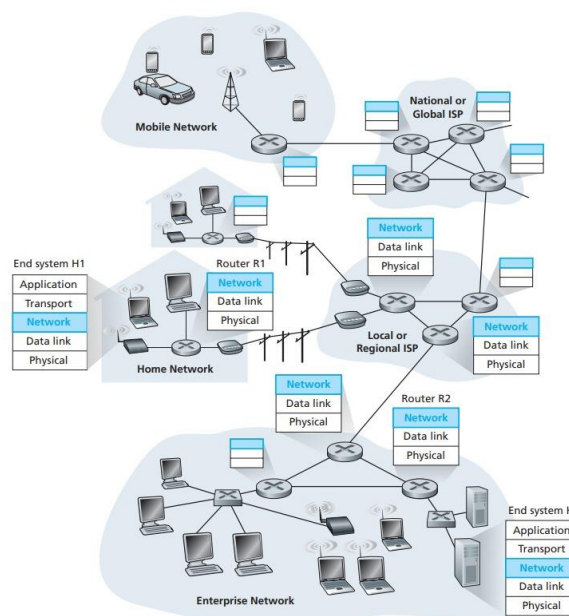 National or
Global ISP
Mobile Network
Network
Data link
Physical
End system H1
Application
Transport
Network
Data link
Physical
Router R1
Network
Data link
Physical
Home Network
Local or
Regional ISP
Network
Data link
Physical
Network
Data link
Physical
Router R2
Network
Data link
Physical
End system H
Application
Transport
Network
Data link
Physical
Enterprise Network